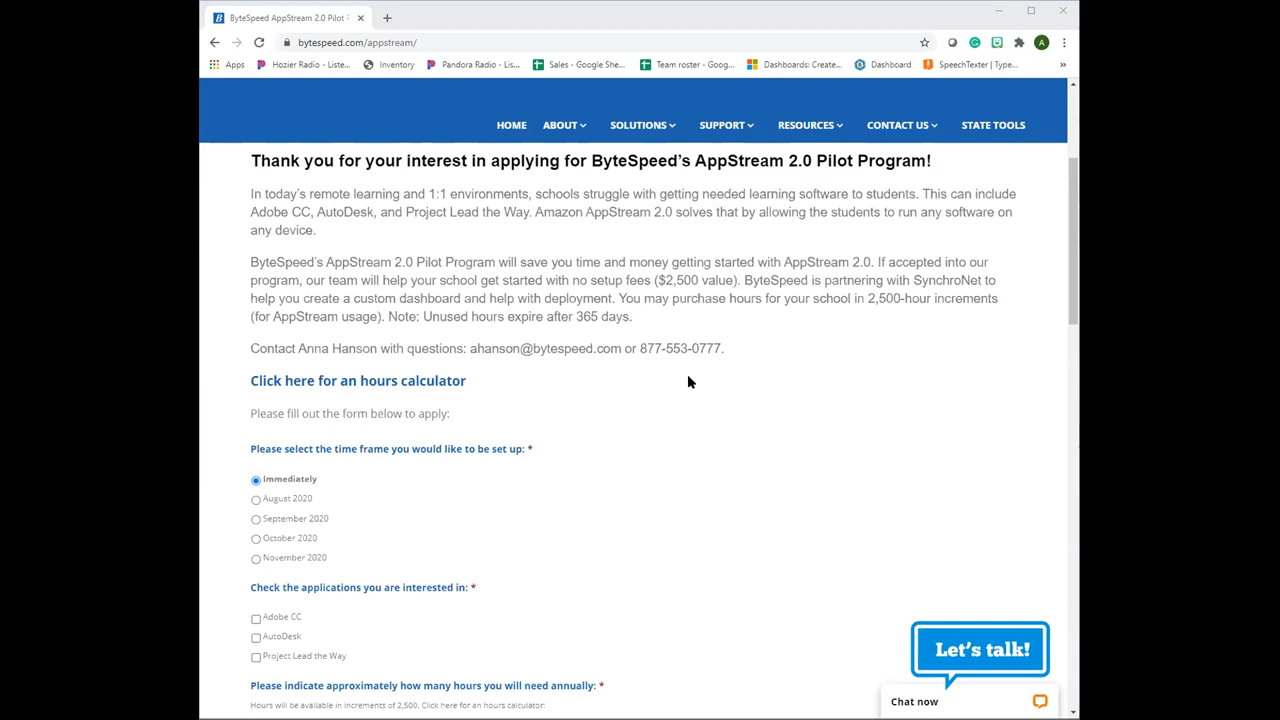 ByteSpeed AppStream 2.0 Pilot P
bytespeed.com/appstream/
A
Apps
Hozier Radio - Liste...
Inventory
Pandora Radio - Lis...
Sales - Google She...
Team roster - Goog...
Dashboards: Create...
Dashboard
SpeechTexter | Type...
»
HOME
ABOUT
SOLUTIONS
SUPPORT
RESOURCES
CONTACT US
STATE TOOLS
Thank you for your interest in applying for ByteSpeed's AppStream 2.0 Pilot Program!
In today's remote learning and 1:1 environments, schools struggle with getting needed learning software to students. This can include
Adobe CC, AutoDesk, and Project Lead the Way. Amazon AppStream 2.0 solves that by allowing the students to run any software on
any device.
ByteSpeed's AppStream 2.0 Pilot Program will save you time and money getting started with AppStream 2.0. If accepted into our
program, our team will help your school get started with no setup fees ($2,500 value). ByteSpeed is partnering with SynchroNet to
help you create a custom dashboard and help with deployment. You may purchase hours for your school in 2,500-hour increments
(for AppStream usage). Note: Unused hours expire after 365 days.
Contact Anna Hanson with questions: ahanson@bytespeed.com or 877-553-0777.
Click here for an hours calculator
Please fill out the form below to apply:
Please select the time frame you would like to be set up: *
Immediately
August 2020
September 2020
October 2020
November 2020
Check the applications you are interested in: *
Adobe CC
AutoDesk
Project Lead the Way
Let's talk!
Please indicate approximately how many hours you will need annually: *
Chat now
Hours will be available in increments of 2,500. Click here for an hours calculator: